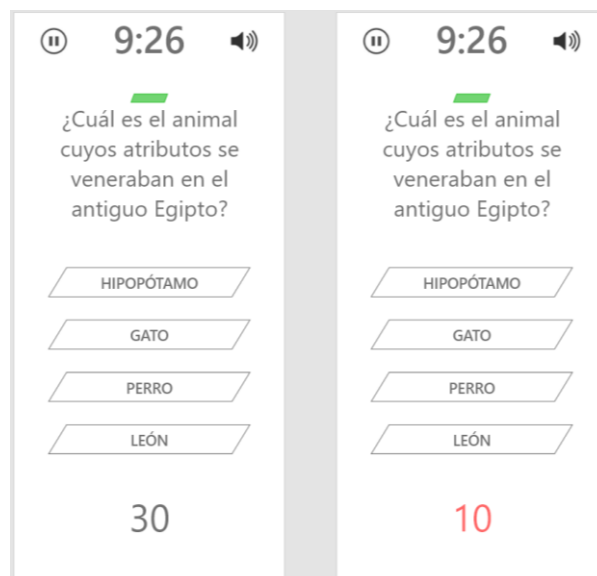 9:26
¿Cuál es el animal
cuyos atributos se
veneraban en el
antiguo Egipto?
HIPOPÓTAMO
GATO
PERRO
LEÓN
30
9:26
¿Cuál es el animal
cuyos atributos se
veneraban en el
antiguo Egipto?
HIPOPÓTAMO
GATO
PERRO
LEÓN
10